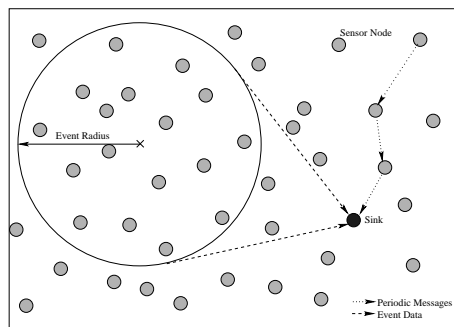 Sensor Node
Event Radius
Sink
Periodic Messages
Event Data